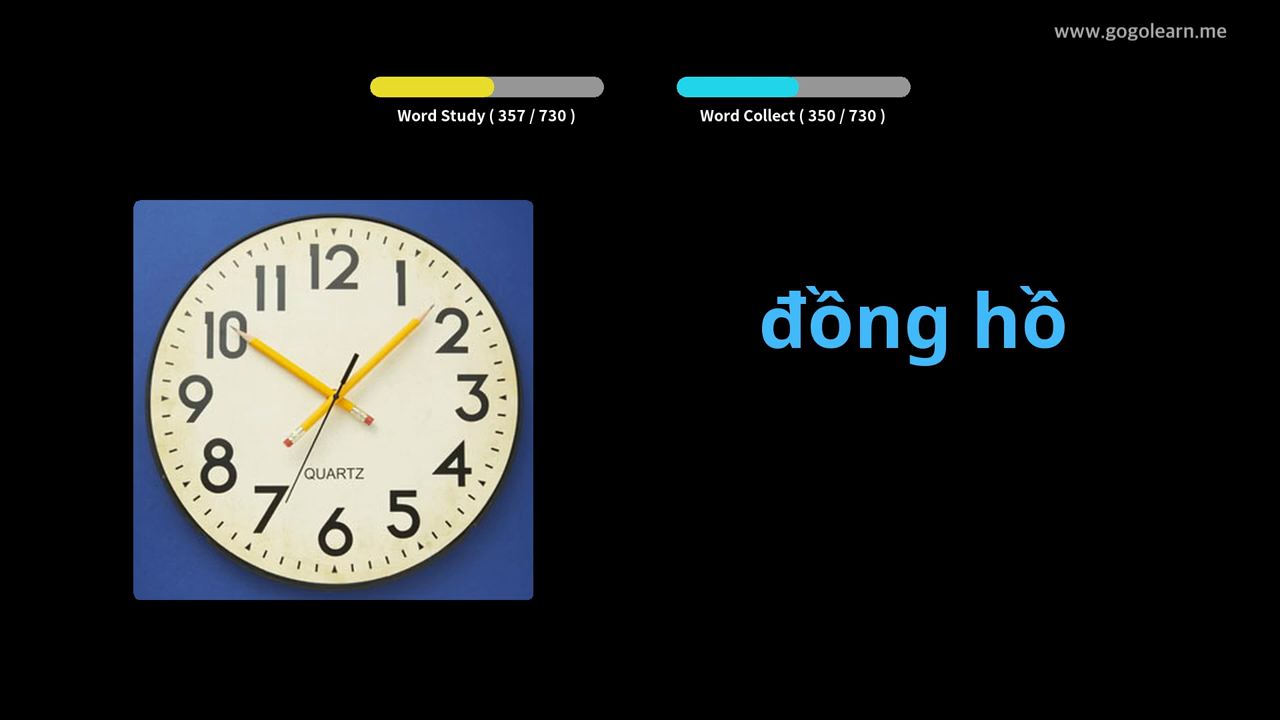 www.gogolearn.me
Word Study ( 357 / 730 )
Word Collect ( 350 / 730 )
12
11
1
10
2
9
3
8
4
7
5
6
QUARTZ
đồng hồ